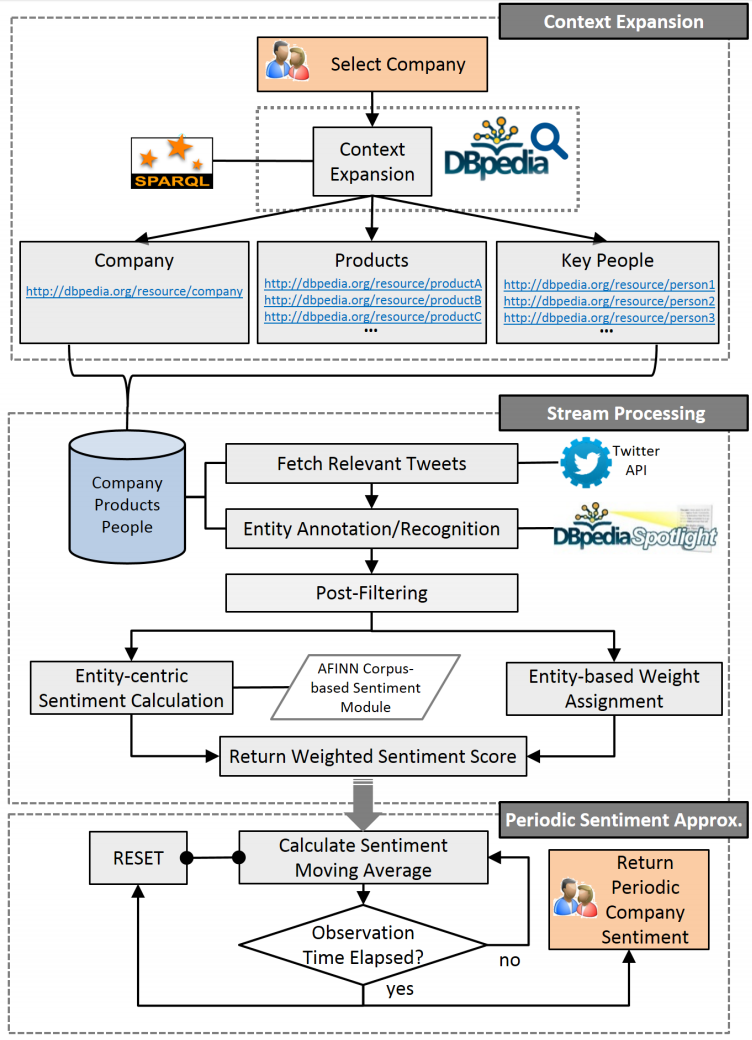 Context Expansion
Select Company
SPARQL
Context
Expansion
DBpedia
Company
http://dbpedia.org/resource/company
Products
http://dbpedia.org/resource/productA
http://dbpedia.org/resource/productB
http://dbpedia.org/resource/productC
...
Key People
http://dbpedia.org/resource/person1
http://dbpedia.org/resource/person2
http://dbpedia.org/resource/person3
...
Stream Processing
Company
Products
People
Fetch Relevant Tweets
Twitter
API
Entity Annotation/Recognition
DBpediaSpotlight
Post-Filtering
Entity-centric
Sentiment Calculation
AFINN Corpus-
based Sentiment
Module
Entity-based Weight
Assignment
Return Weighted Sentiment Score
Periodic Sentiment Approx.
RESET
Calculate Sentiment
Moving Average
Return
Periodic
Company
Sentiment
Observation
Time Elapsed?
no
yes